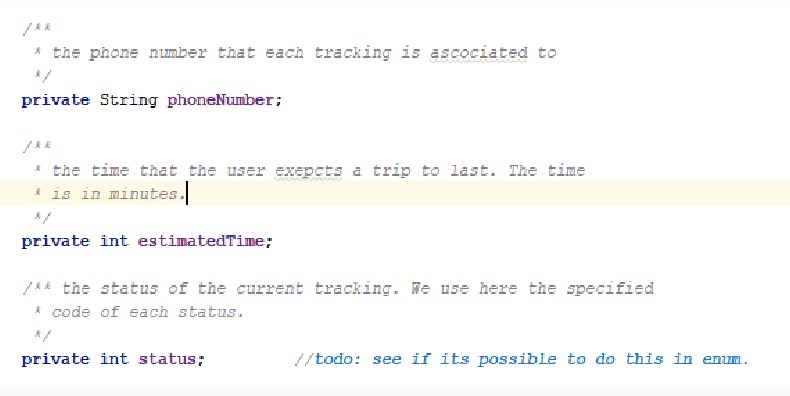 /**
* the phone number that each tracking is ascociated to
*/
private String phoneNumber;
/**
* the time that the user exepcts a trip to last. The time
* is in minutes.
*/
private int estimatedTime;
/** the status of the current tracking. We use here the specified
* code of each status.
*/
private int status; //todo: see if its possible to do this in enum.